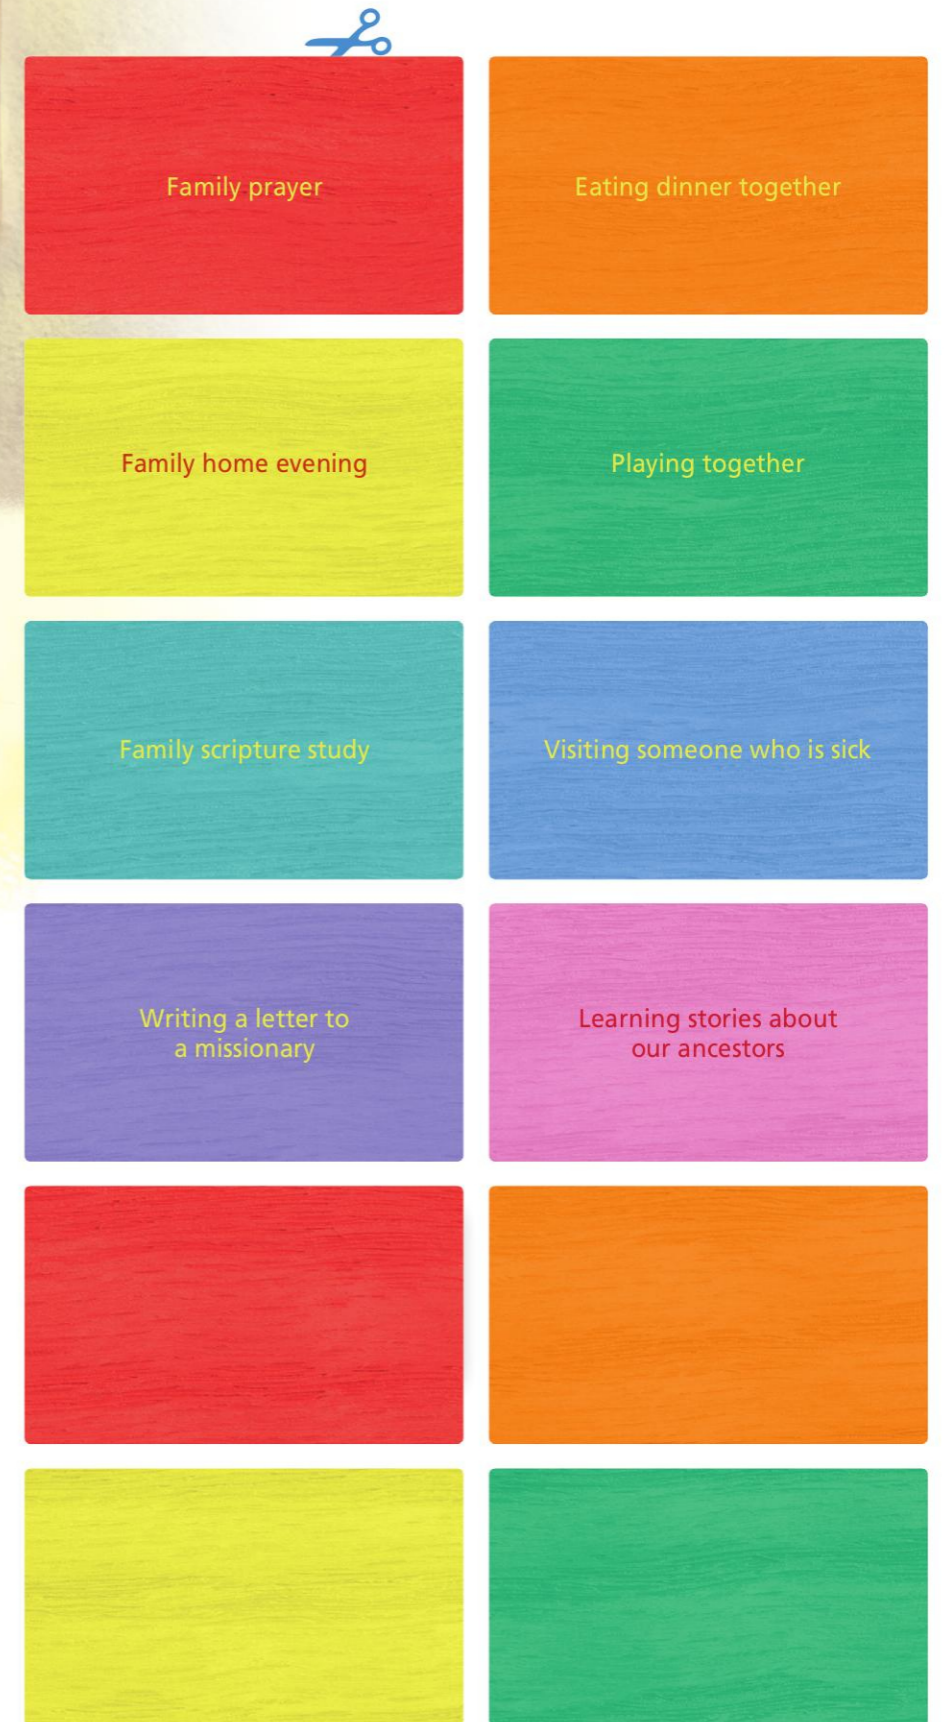 Family prayer
Eating dinner together
Family home evening
Playing together
Family scripture study
Visiting someone who is sick
Writing a letter to
a missionary
Learning stories about
our ancestors